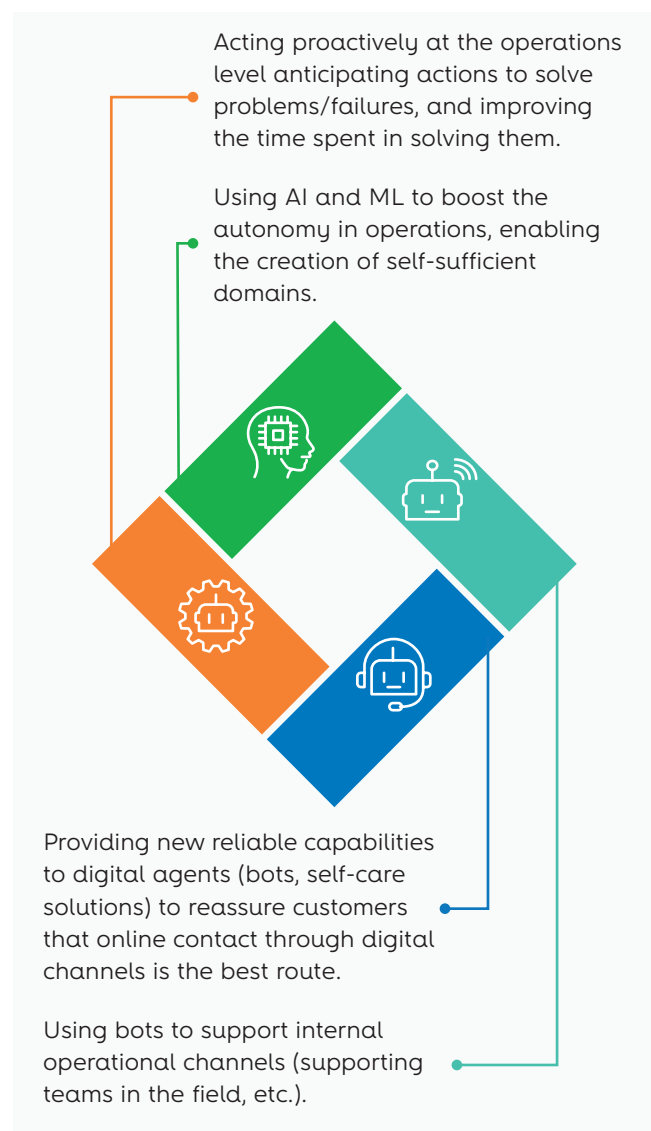 Acting proactively at the operations
level anticipating actions to solve
problems/failures, and improving
the time spent in solving them.
Using AI and ML to boost the
autonomy in operations, enabling
the creation of self-sufficient
domains.
Providing new reliable capabilities
to digital agents (bots, self-care
solutions) to reassure customers
that online contact through digital
channels is the best route.
Using bots to support internal
operational channels (supporting
teams in the field, etc.).